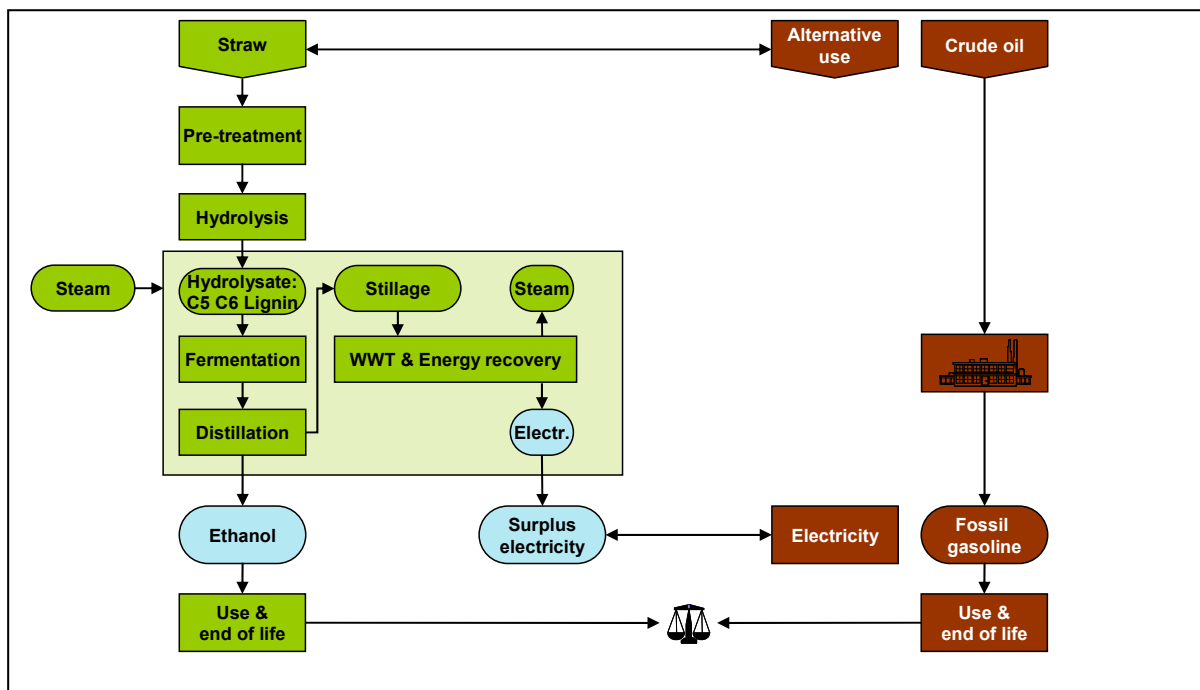 Straw
Alternative
use
Crude oil
Pre-treatment
Hydrolysis
Steam
Hydrolysate:
C5 C6 Lignin
Stillage
Steam
Fermentation
WWT & Energy recovery
Distillation
Electr.
Ethanol
Surplus
electricity
Electricity
Fossil
gasoline
Use &
end of life
Use &
end of life